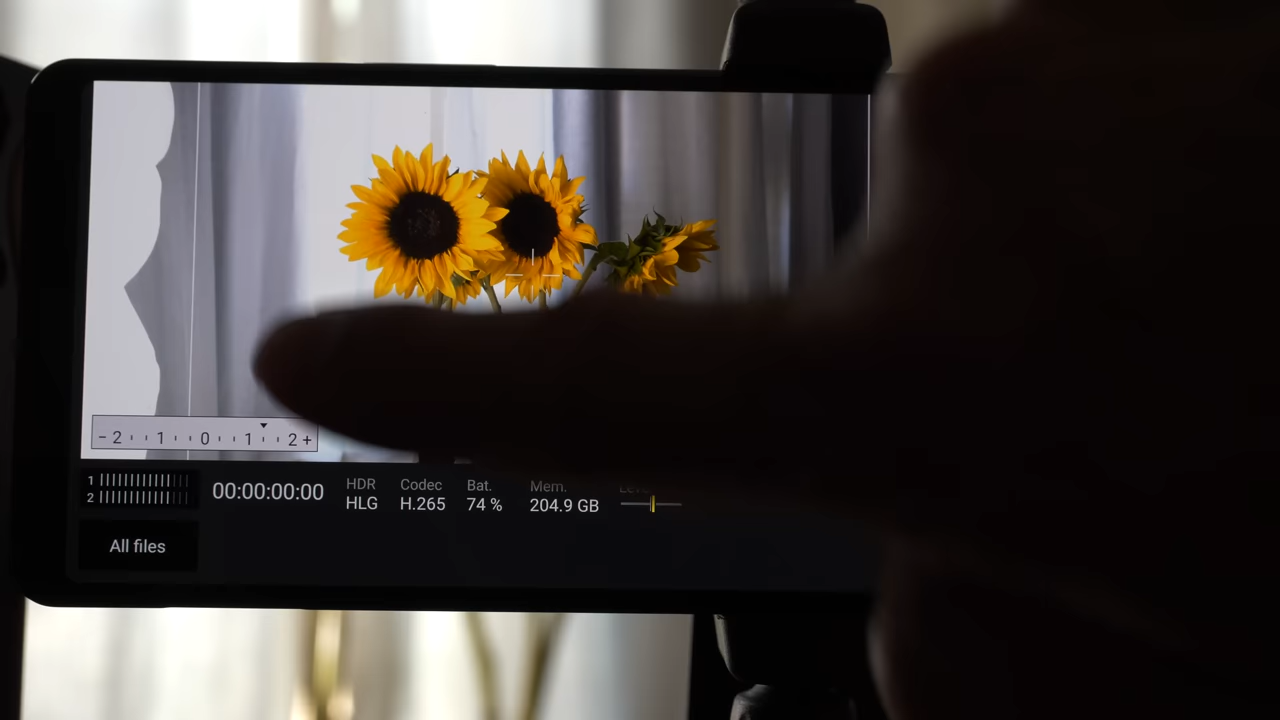 − 2 1 0 1 2 +
1
2
00:00:00:00
HDR
HLG
Codec
H.265
Bat.
74 %
Mem.
204.9 GB
All files